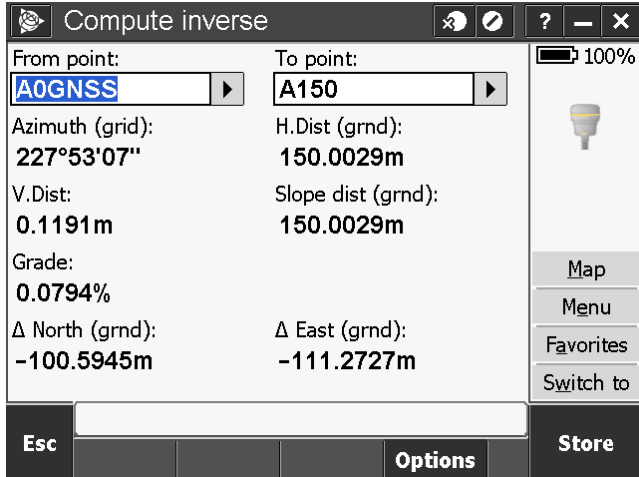 Compute inverse
? – ×
From point:
To point:
100%
A0GNSS
A150
Azimuth (grid):
H.Dist (grnd):
227°53'07"
150.0029m
V.Dist:
Slope dist (grnd):
0.1191m
150.0029m
Grade:
0.0794%
Δ North (grnd):
Δ East (grnd):
-100.5945m
-111.2727m
Map
Menu
Favorites
Switch to
Esc
Options
Store